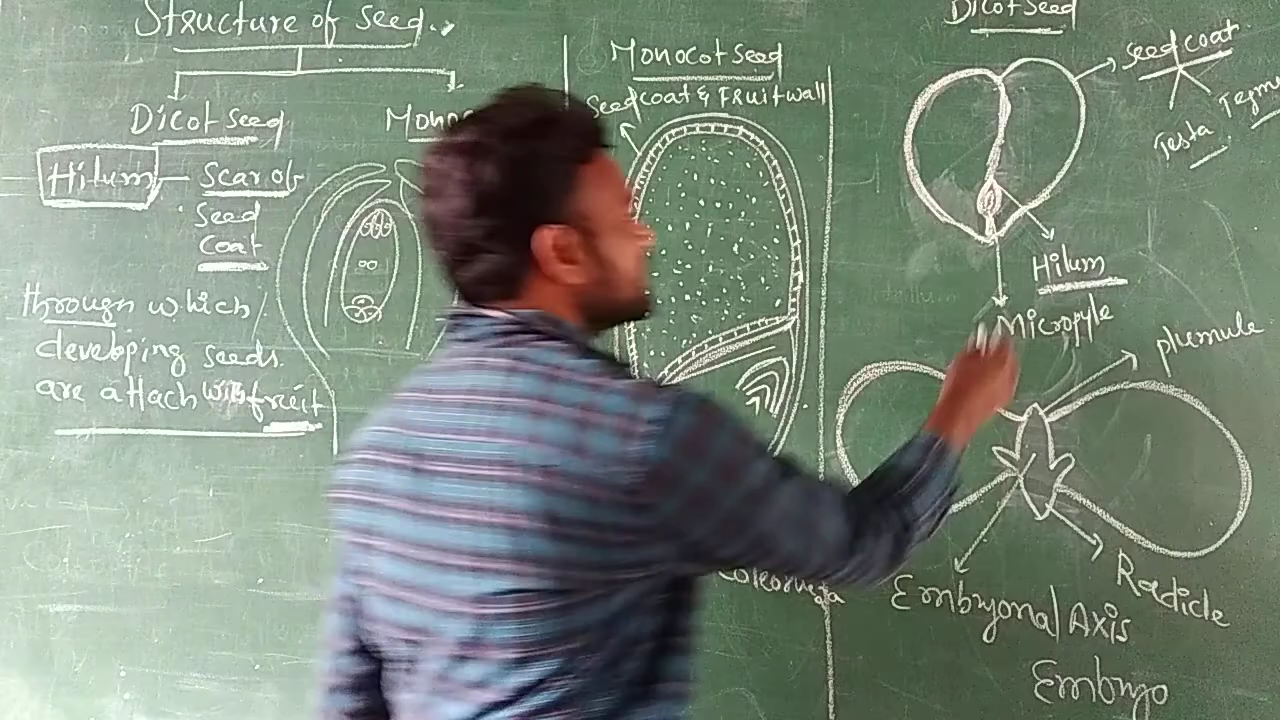 Structure of Seed.
Dicot Seed
Hilum
Scar of
Seed
Coat
through which
developing seeds
are attach with fruit
Monocot Seed
Seed coat & Fruit wall
Dicot Seed
Seed coat
Testa
Hilum
Micropyle
plumule
Radicle
Embryonal Axis
Embryo